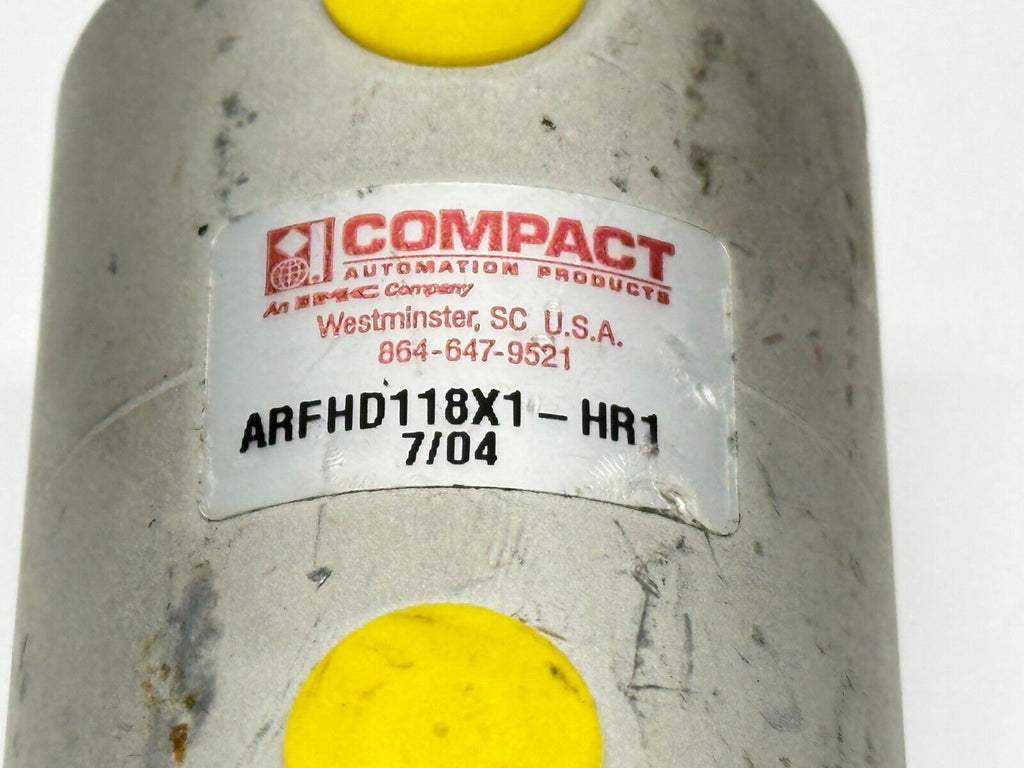 COMPACT
AUTOMATION PRODUCTS
An SMC Company
Westminster, SC U.S.A.
864-647-9521
ARFHD118X1-HR1
7/04